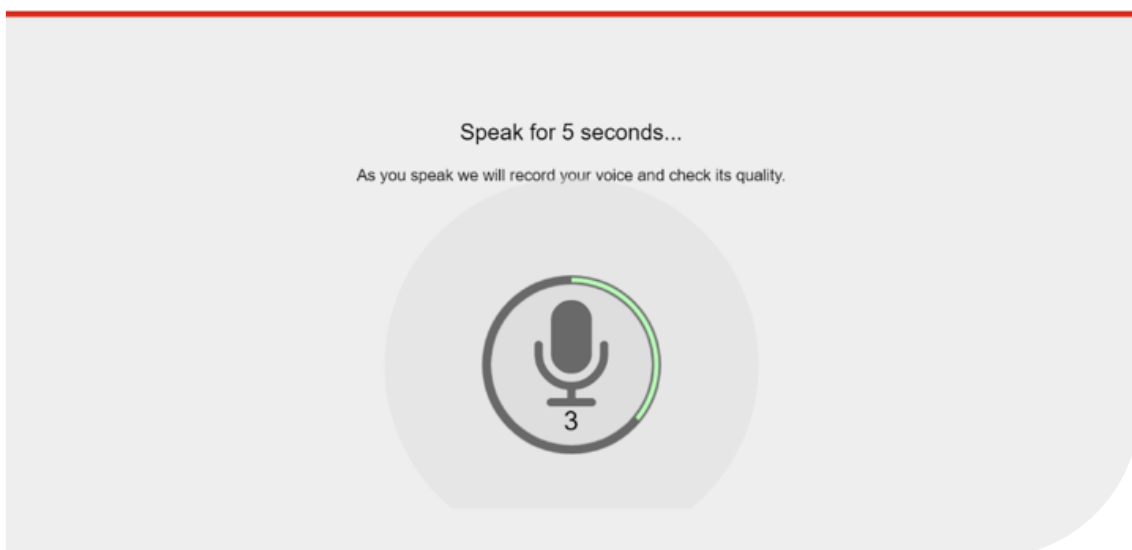 Speak for 5 seconds...
As you speak we will record your voice and check its quality.
3